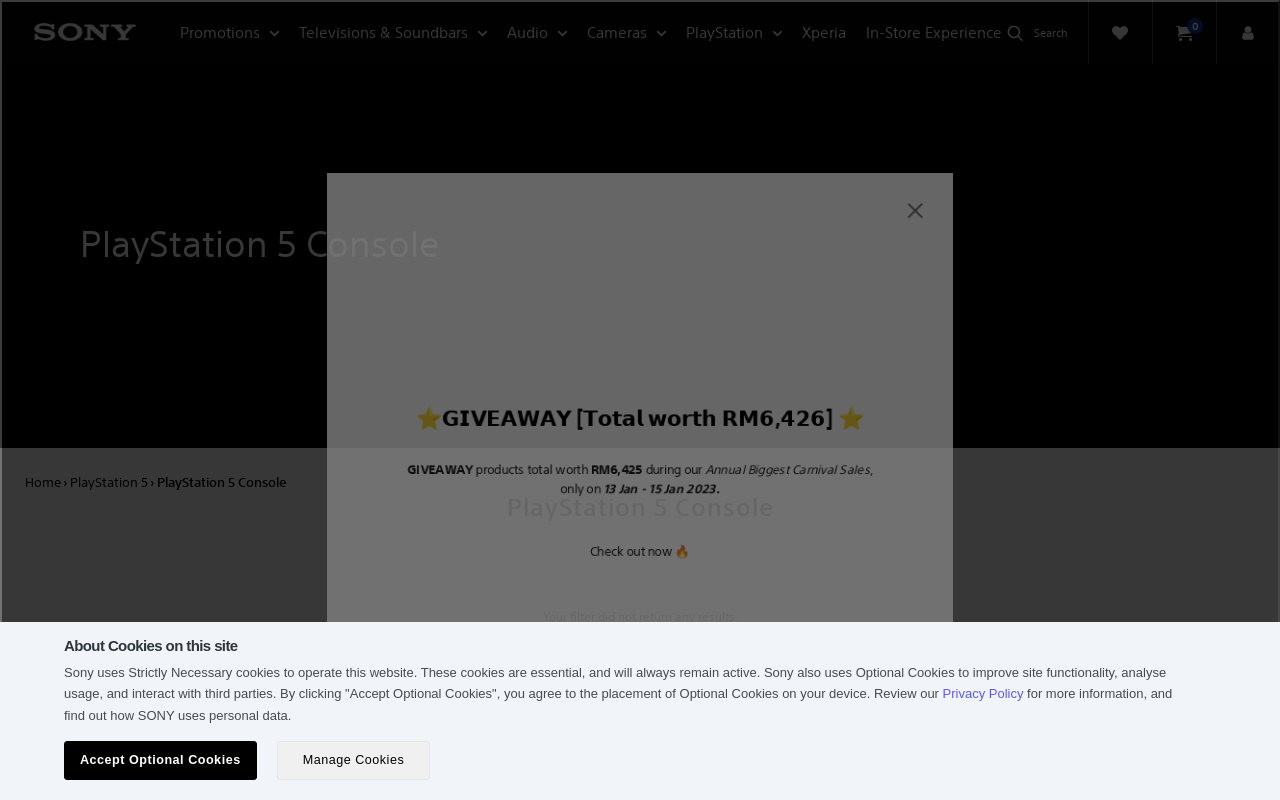 SONY
Promotions
Televisions & Soundbars
Audio
Cameras
PlayStation
Xperia
In-Store Experience
Search
0
PlayStation 5 Console
⭐GIVEAWAY [Total worth RM6,426] ⭐
GIVEAWAY products total worth RM6,425 during our Annual Biggest Carnival Sales,
only on 13 Jan - 15 Jan 2023.
Home › PlayStation 5 › PlayStation 5 Console
PlayStation 5 Console
Check out now 🔥
Your filter did not return any results
About Cookies on this site
Sony uses Strictly Necessary cookies to operate this website. These cookies are essential, and will always remain active. Sony also uses Optional Cookies to improve site functionality, analyse
usage, and interact with third parties. By clicking "Accept Optional Cookies", you agree to the placement of Optional Cookies on your device. Review our Privacy Policy for more information, and
find out how SONY uses personal data.
Accept Optional Cookies
Manage Cookies